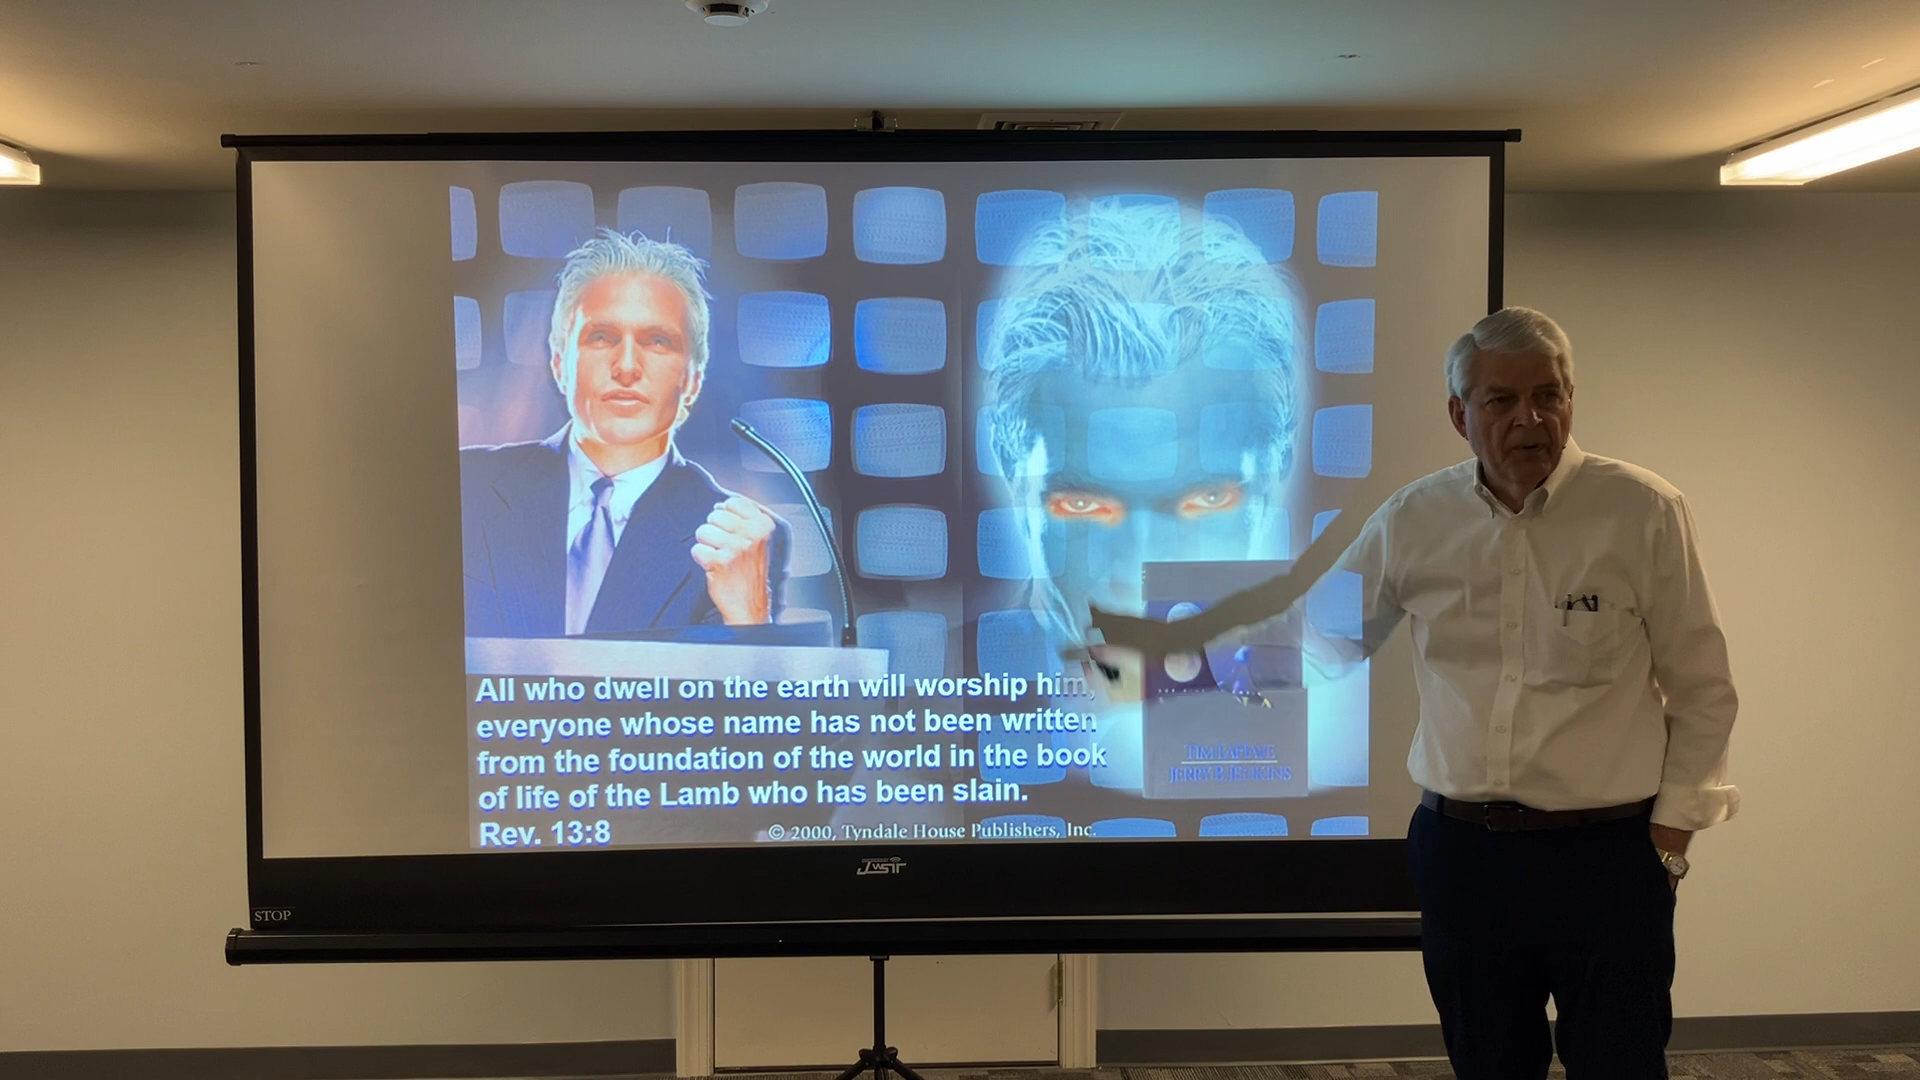 All who dwell on the earth will worship him,
everyone whose name has not been written
from the foundation of the world in the book
of life of the Lamb who has been slain.
Rev. 13:8
© 2000, Tyndale House Publishers, Inc.
TIM LAHAYE
JERRY B. JENKINS
STOP